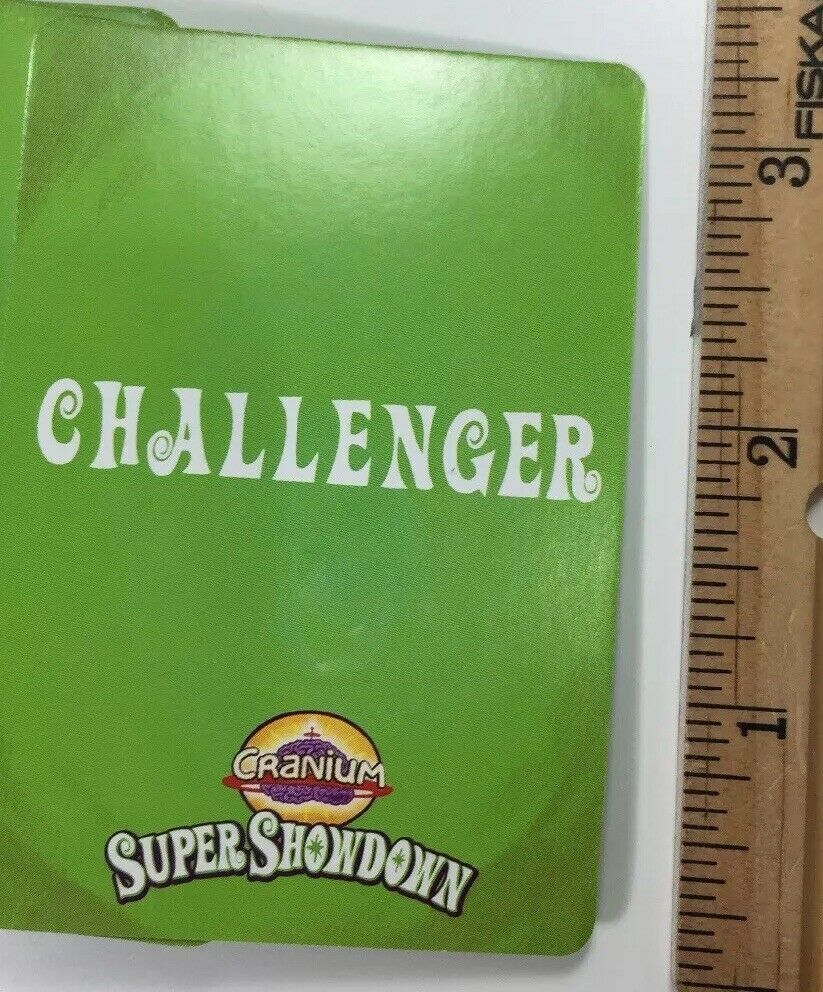 CHALLENGER
CRANIUM
SUPER SHOWDOWN
FISKA
3
2
1